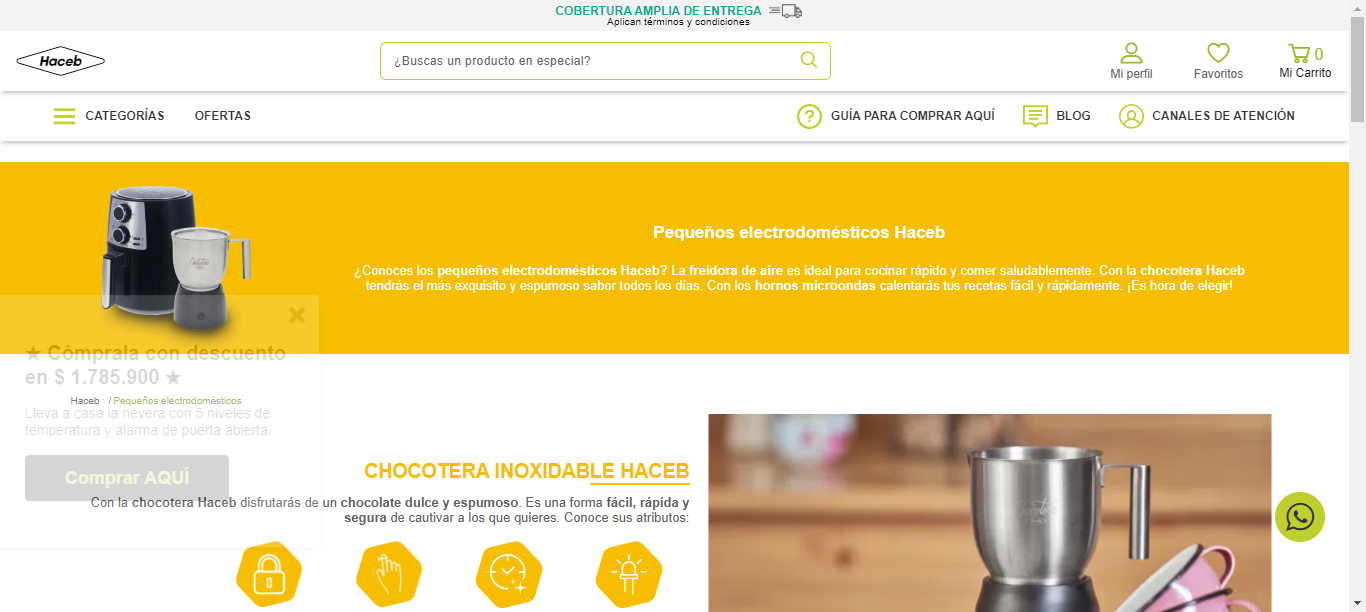 COBERTURA AMPLIA DE ENTREGA
Aplican términos y condiciones
Haceb
¿Buscas un producto en especial?
Mi perfil
Favoritos
0
Mi Carrito
CATEGORÍAS
OFERTAS
GUÍA PARA COMPRAR AQUÍ
BLOG
CANALES DE ATENCIÓN
Pequeños electrodomésticos Haceb
¿Conoces los pequeños electrodomésticos Haceb? La freidora de aire es ideal para cocinar rápido y comer saludablemente. Con la chocotera Haceb
tendrás el más exquisito y espumoso sabor todos los días. Con los hornos microondas calentarás tus recetas fácil y rápidamente. ¡Es hora de elegir!
★ Cómprala con descuento
en $ 1.785.900 ★
Haceb / Pequeños electrodomésticos
Lleva a casa la nevera con 5 niveles de
temperatura y alarma de puerta abierta.
Comprar AQUÍ
CHOCOTERA INOXIDABLE HACEB
Con la chocotera Haceb disfrutarás de un chocolate dulce y espumoso. Es una forma fácil, rápida y
segura de cautivar a los que quieres. Conoce sus atributos: